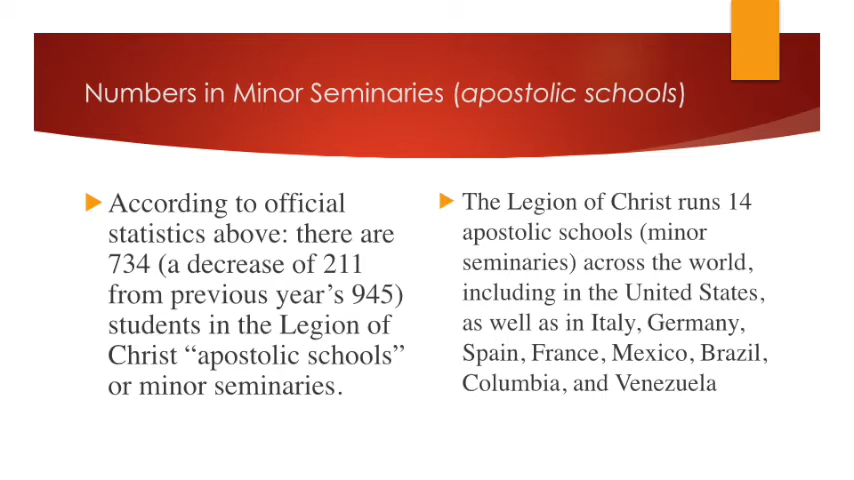 Numbers in Minor Seminaries (apostolic schools)
According to official
statistics above: there are
734 (a decrease of 211
from previous year’s 945)
students in the Legion of
Christ “apostolic schools”
or minor seminaries.
The Legion of Christ runs 14
apostolic schools (minor
seminaries) across the world,
including in the United States,
as well as in Italy, Germany,
Spain, France, Mexico, Brazil,
Columbia, and Venezuela